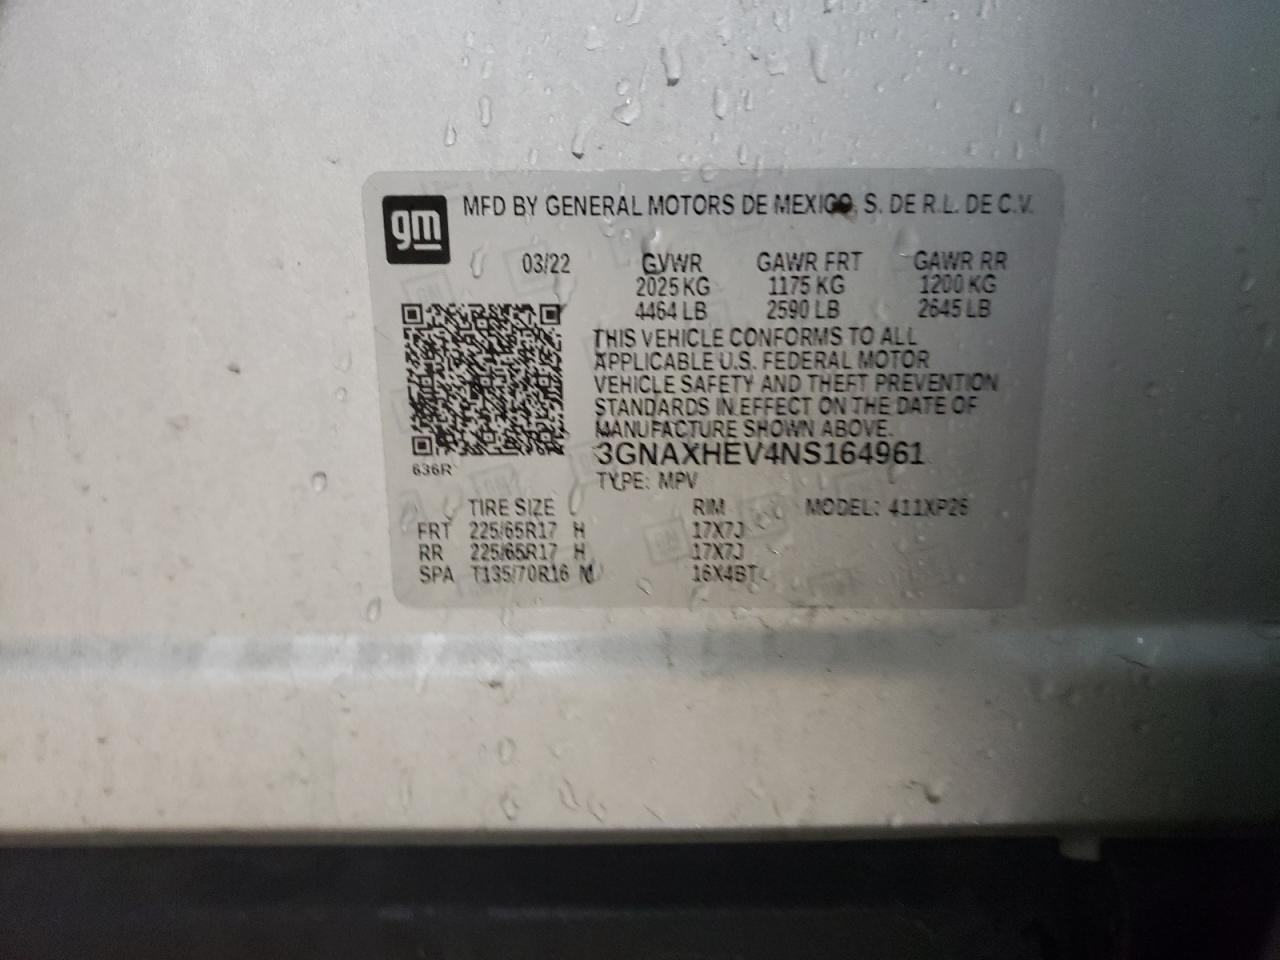 gm
MFD BY GENERAL MOTORS DE MEXICO, S. DE R.L. DE C.V.
03/22 GVWR GAWR FRT GAWR RR
2025 KG 1175 KG 1200 KG
4464 LB 2590 LB 2645 LB
THIS VEHICLE CONFORMS TO ALL
APPLICABLE U.S. FEDERAL MOTOR
VEHICLE SAFETY AND THEFT PREVENTION
STANDARDS IN EFFECT ON THE DATE OF
MANUFACTURE SHOWN ABOVE.
3GNAXHEV4NS164961
636R
TYPE: MPV
TIRE SIZE RIM MODEL: 411XP26
FRT 225/65R17 H 17X7J
RR 225/65R17 H 17X7J
SPA T135/70R16 M 16X4BT